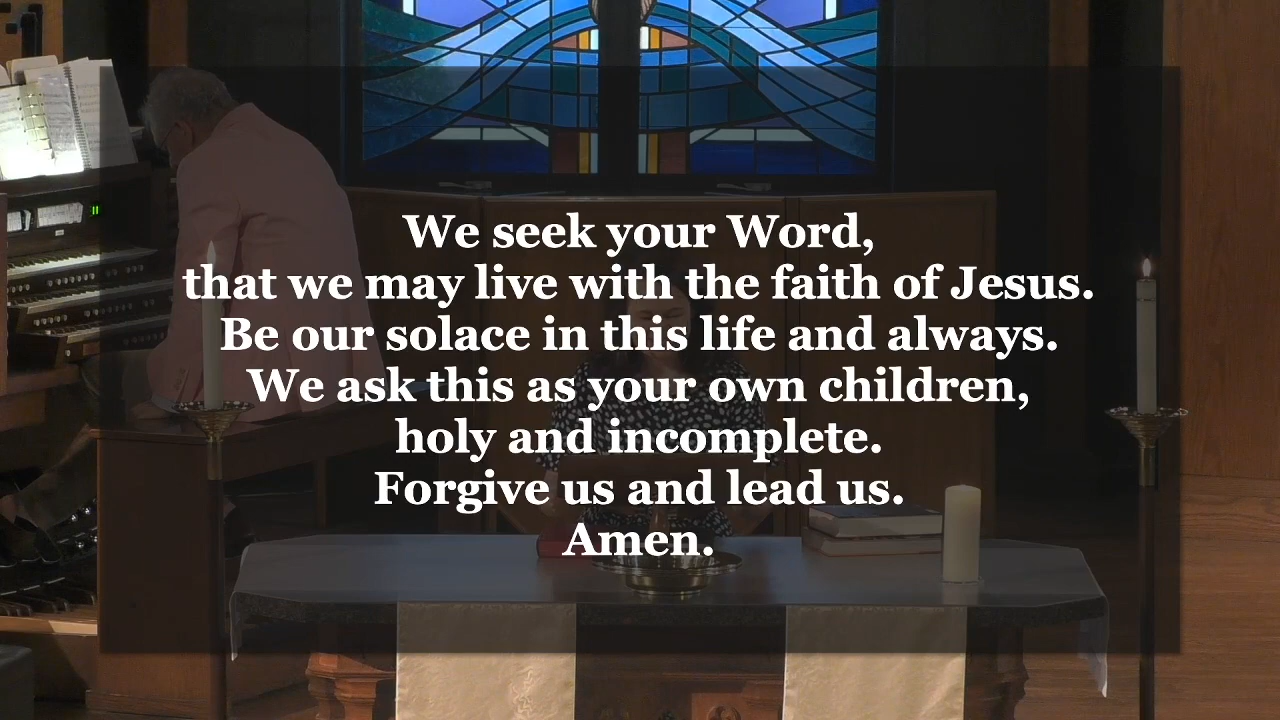 We seek your Word,
that we may live with the faith of Jesus.
Be our solace in this life and always.
We ask this as your own children,
holy and incomplete.
Forgive us and lead us.
Amen.